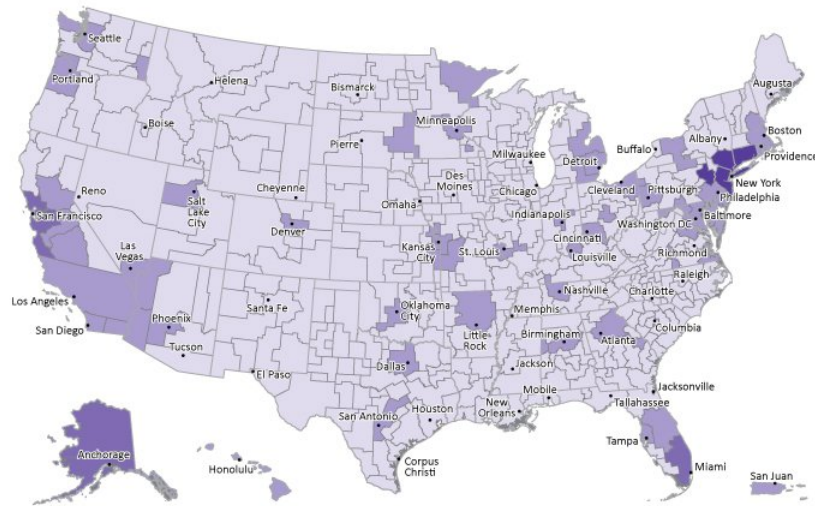 Seattle
Portland
Helena
Bismarck
Boise
Pierre
Minneapolis
Augusta
Albany
Boston
Buffalo
Providence
Milwaukee
Detroit
New York
Reno
Cheyenne
Des
Moines
Chicago
Cleveland
Pittsburgh
Philadelphia
San Francisco
Salt
Lake
City
Omaha
Indianapolis
Washington DC
Baltimore
Denver
Kansas
City
St. Louis
Cincinnati
Louisville
Richmond
Las
Vegas
Raleigh
Los Angeles
Santa Fe
Oklahoma
City
Nashville
Memphis
Charlotte
San Diego
Phoenix
Little
Rock
Birmingham
Atlanta
Columbia
Tucson
Dallas
Jackson
El Paso
Mobile
Jacksonville
Tallahassee
San Antonio
Houston
New
Orleans
Tampa
Anchorage
Honolulu
Corpus
Christi
Miami
San Juan